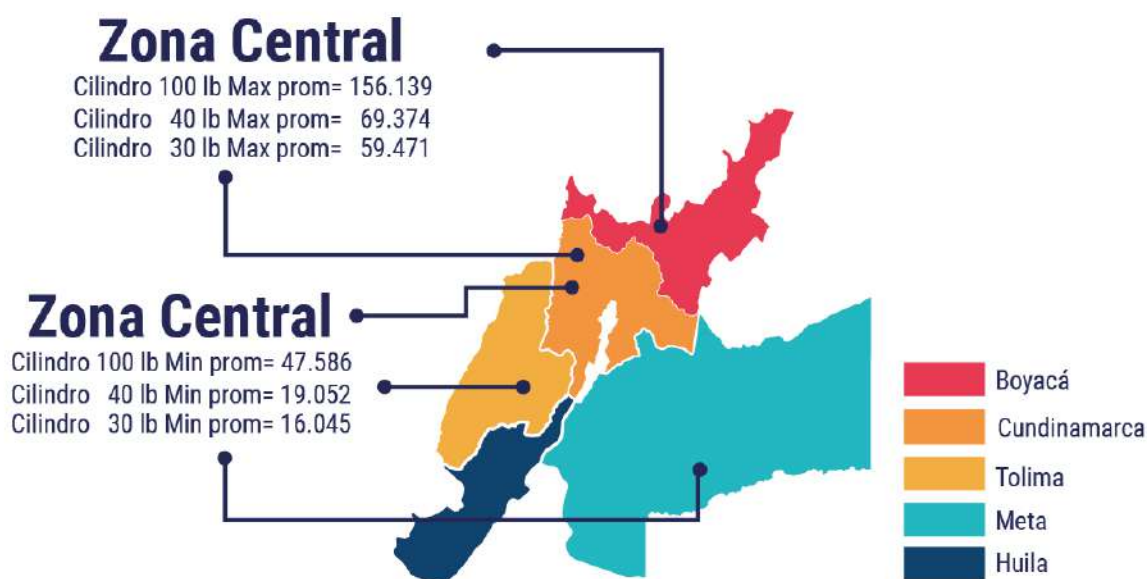 Zona Central
Cilindro 100 lb Max prom= 156.139
Cilindro 40 lb Max prom= 69.374
Cilindro 30 lb Max prom= 59.471
Zona Central
Cilindro 100 lb Min prom= 47.586
Cilindro 40 lb Min prom= 19.052
Cilindro 30 lb Min prom= 16.045
Boyacá
Cundinamarca
Tolima
Meta
Huila